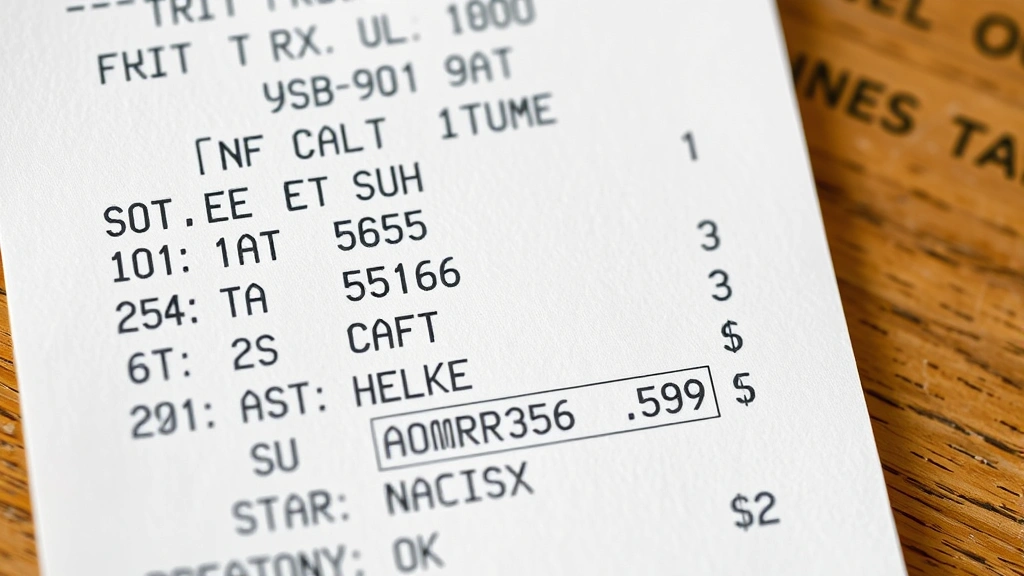 FKIT T RX. UL. 1000
YSB-901 9AT
ΓNF CALT 1TUME
SOT.EE ET SUH 1
101: 1AT 5655
254: TA 55166 3
6T: 2S CAFT 3
201: AST: HELKE $
SU AOMRR356 .599 $
STAR: NACISX
OK $2
NES TA